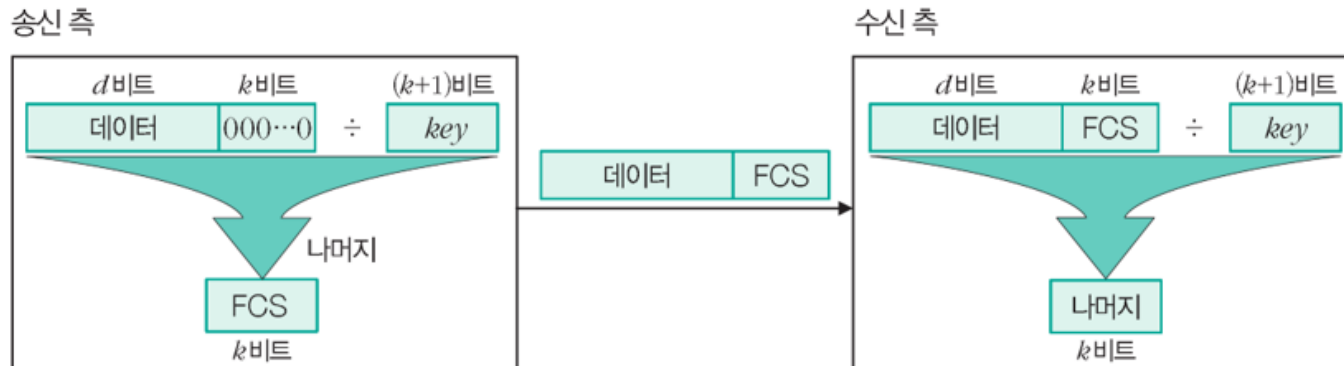 송신 측
d비트 k비트 (k+1)비트
데이터 000…0 ÷ key
나머지
FCS
k비트
데이터 FCS
수신 측
d비트 k비트 (k+1)비트
데이터 FCS ÷ key
나머지
k비트